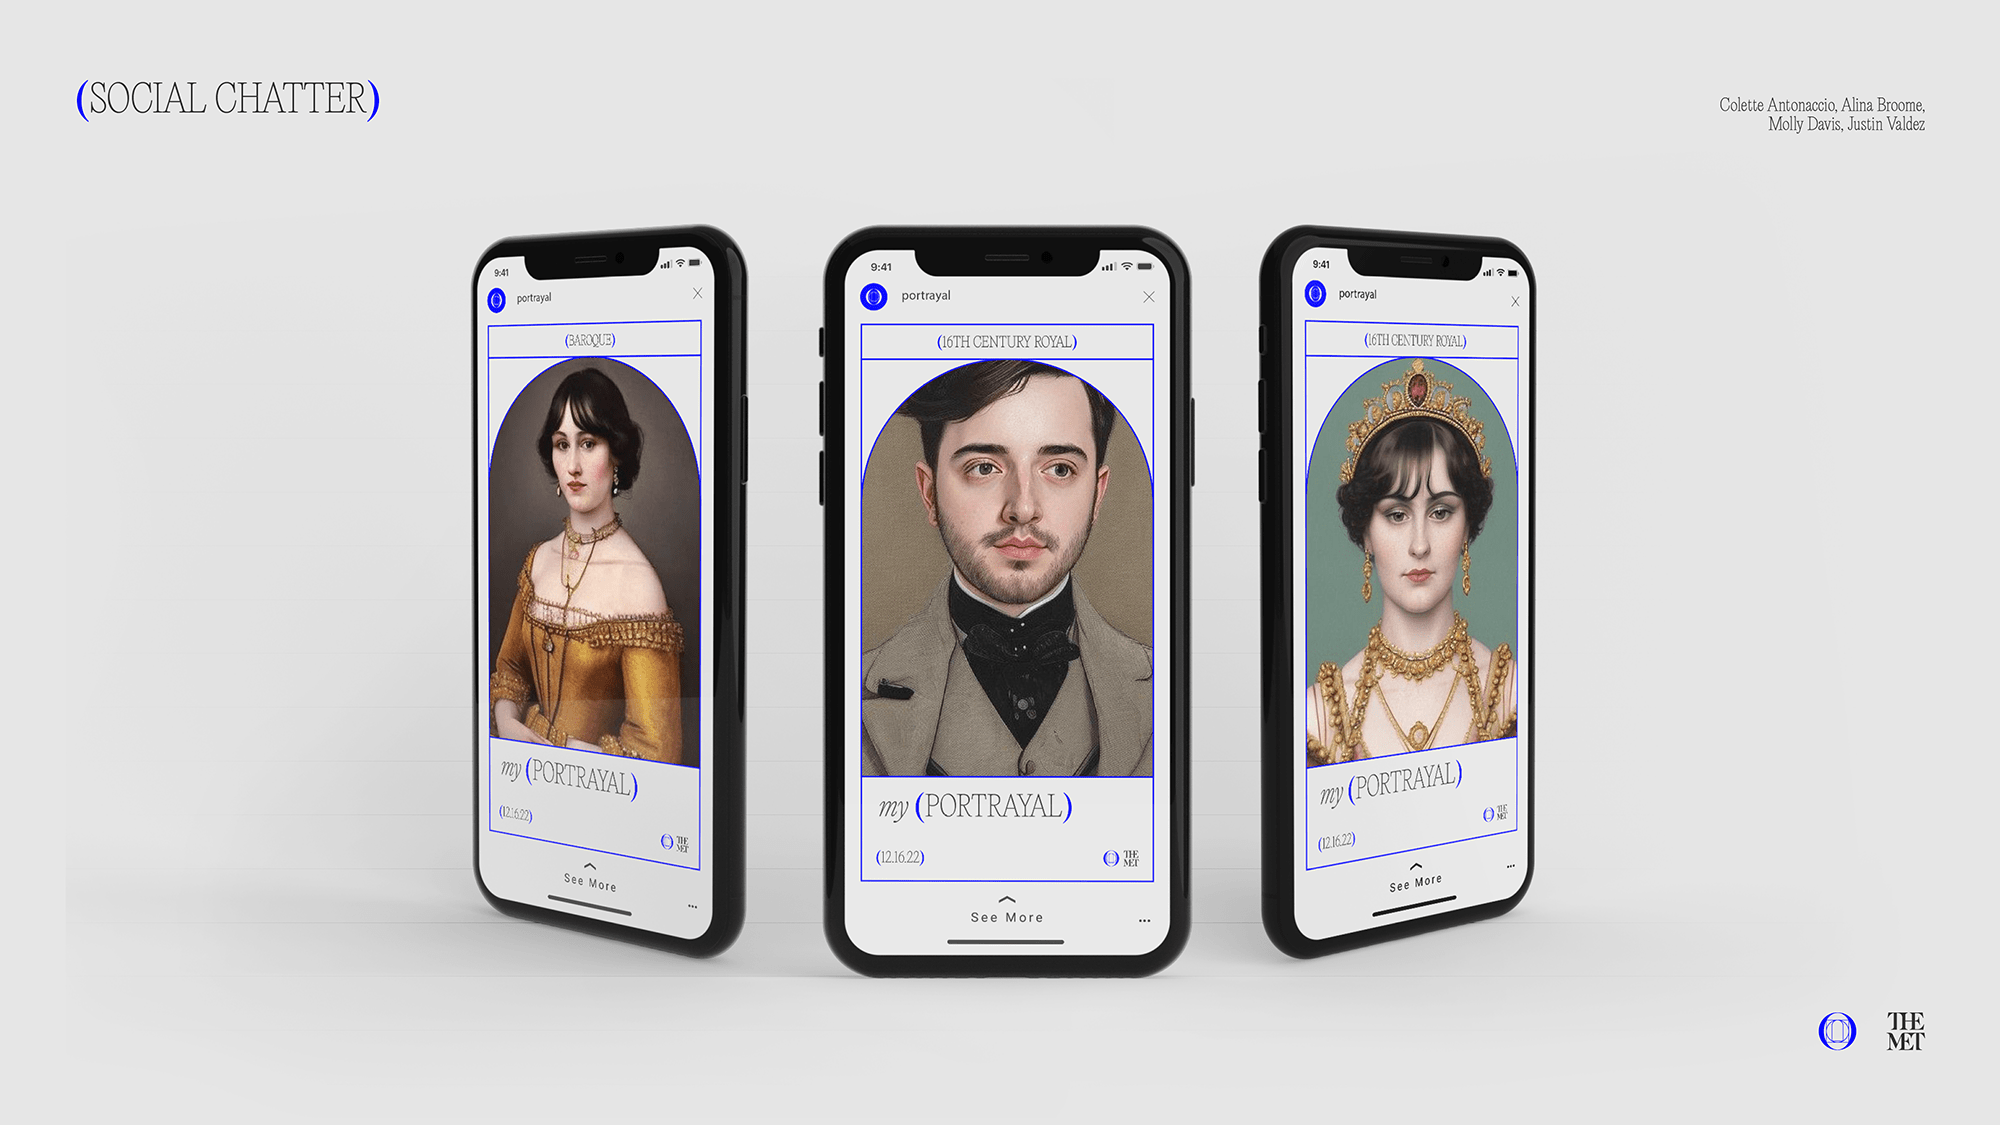 (SOCIAL CHATTER)
Colette Antonaccio, Alina Broome,
Molly Davis, Justin Valdez
9:41
portrayal
(BAROQUE)
my (PORTRAYAL)
(12.16.22)
THE
MET
See More
9:41
portrayal
(16TH CENTURY ROYAL)
my (PORTRAYAL)
(12.16.22)
THE
MET
See More
9:41
portrayal
(16TH CENTURY ROYAL)
my (PORTRAYAL)
(12.16.22)
THE
MET
See More
THE
MET